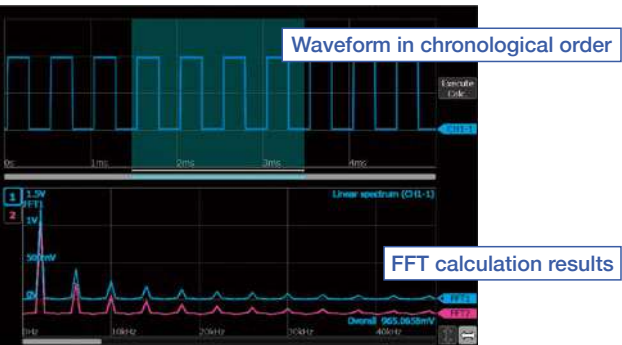 Waveform in chronological order
Execute
Calc.
CH1-1
0s 1ms 2ms 3ms 4ms
1 1.5V Linear spectrum (CH1-1)
FFT1
2
1V
500mV
FFT calculation results
0V FFT1
Overall 965.0658mV FFT2
0Hz 10kHz 20kHz 30kHz 40kHz